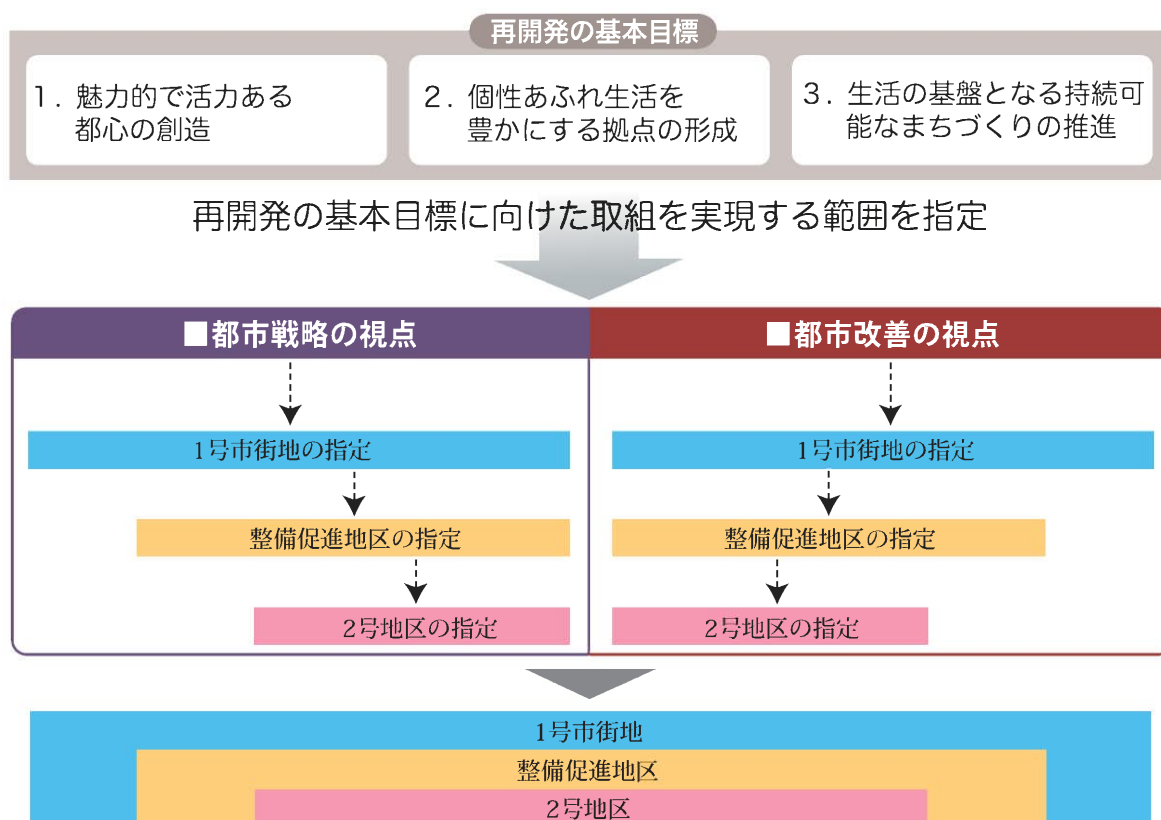 再開発の基本目標
1. 魅力的で活力ある
都心の創造
2. 個性あふれ生活を
豊かにする拠点の形成
3. 生活の基盤となる持続可
能なまちづくりの推進
再開発の基本目標に向けた取組を実現する範囲を指定
■都市戦略の視点
1号市街地の指定
整備促進地区の指定
2号地区の指定
■都市改善の視点
1号市街地の指定
整備促進地区の指定
2号地区の指定
1号市街地
整備促進地区
2号地区